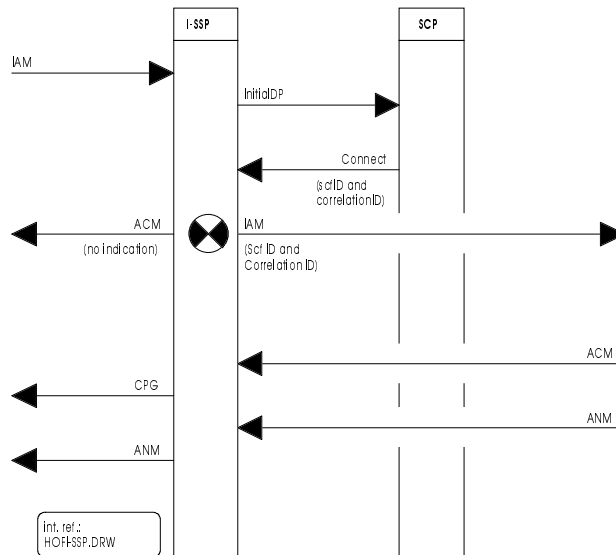 I-SSP
SCP
IAM
InitialDP
Connect
(scfID and
correlationID)
ACM
(no indication)
IAM
(Scf ID and
Correlation ID)
ACM
CPG
ANM
ANM
int. ref.:
HOFI-SSP.DRW